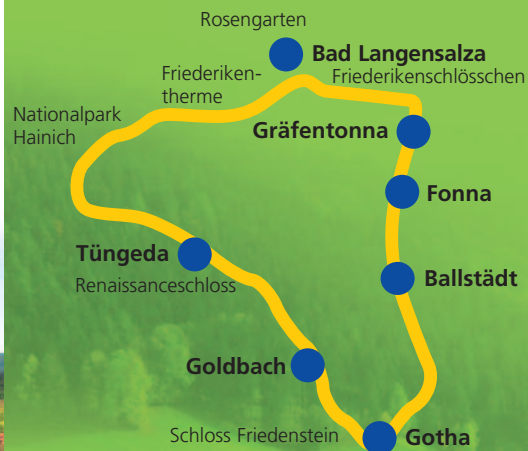 Rosengarten
Bad Langensalza
Friederiken-
therme
Friederikenschlösschen
Nationalpark
Hainich
Gräfentonna
Fonna
Tüngeda
Renaissanceschloss
Ballstädt
Goldbach
Schloss Friedenstein
Gotha